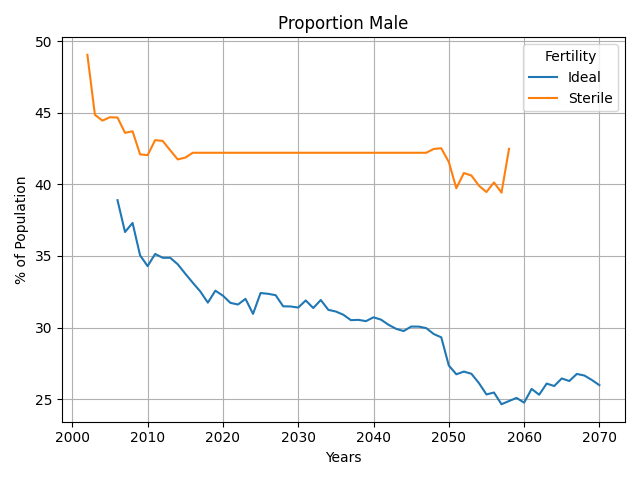 Proportion Male
50
45
40
35
30
25
% of Population
2000 2010 2020 2030 2040 2050 2060 2070
Years
Fertility
Ideal
Sterile